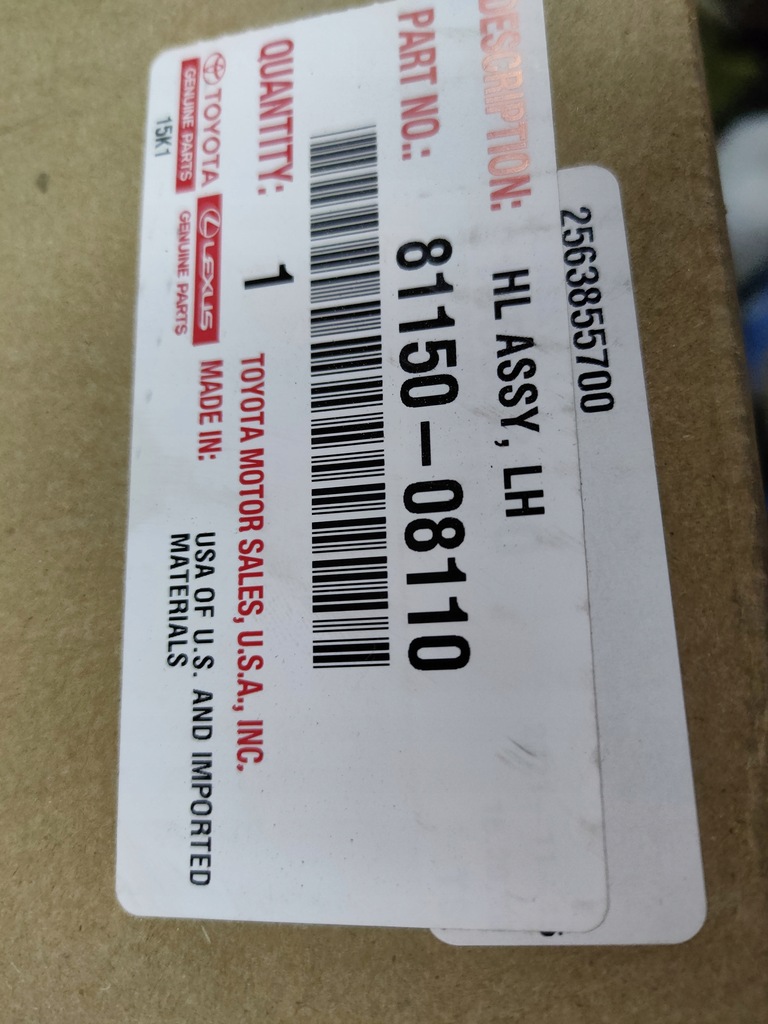 2563855700
DESCRIPTION: HL ASSY, LH
PART NO.: 81150-08110
QUANTITY: 1
TOYOTA MOTOR SALES, U.S.A., INC.
TOYOTA
GENUINE PARTS
LEXUS
GENUINE PARTS
MADE IN: USA OF U.S. AND IMPORTED
MATERIALS
15K1